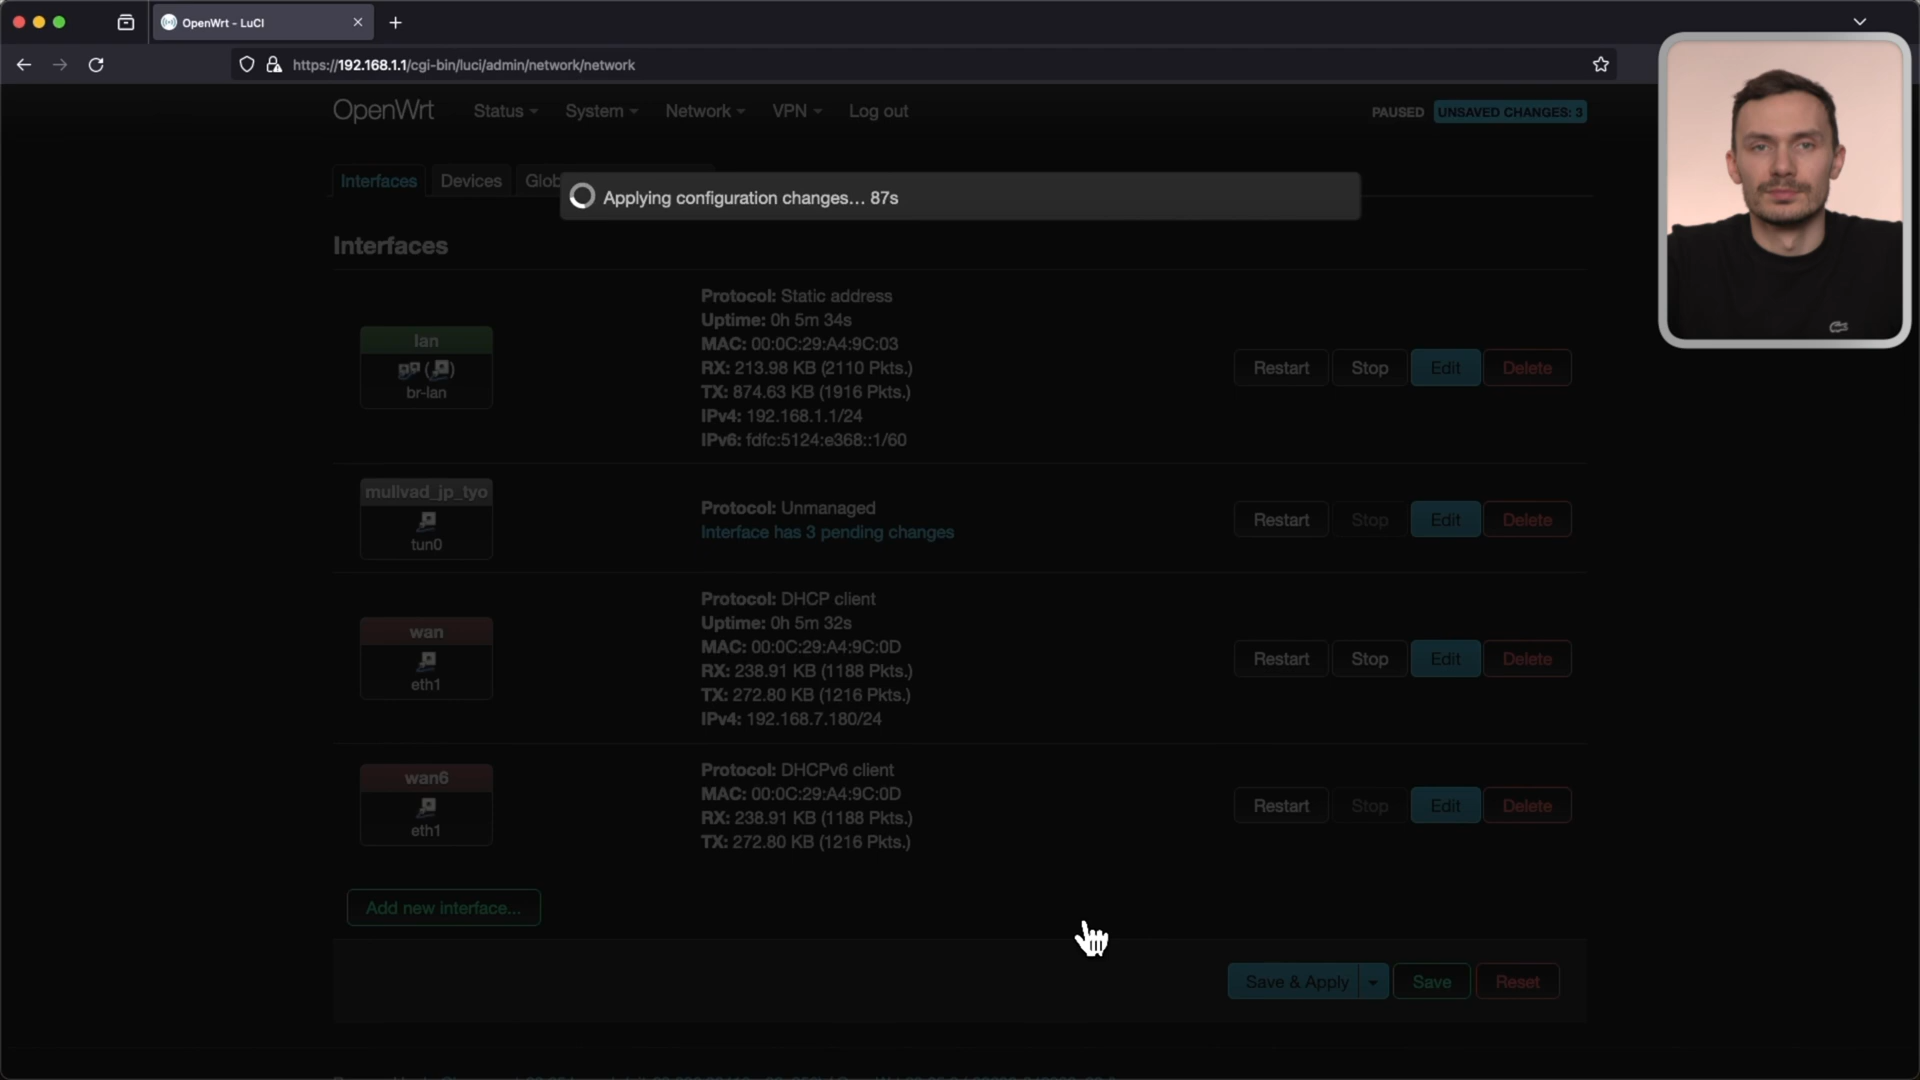 OpenWrt - LuCI
https://192.168.1.1/cgi-bin/luci/admin/network/network
OpenWrt Status System Network VPN Log out PAUSED UNSAVED CHANGES: 3
Interfaces Devices Glob
Applying configuration changes... 87s
Interfaces
lan
br-lan
Protocol: Static address
Uptime: 0h 5m 34s
MAC: 00:0C:29:A4:9C:03
RX: 213.98 KB (2110 Pkts.)
TX: 874.63 KB (1916 Pkts.)
IPv4: 192.168.1.1/24
IPv6: fdfc:5124:e368::1/60
Restart Stop Edit Delete
mullvad_jp_tyo
tun0
Protocol: Unmanaged
Interface has 3 pending changes
Restart Stop Edit Delete
wan
eth1
Protocol: DHCP client
Uptime: 0h 5m 32s
MAC: 00:0C:29:A4:9C:0D
RX: 238.91 KB (1188 Pkts.)
TX: 272.80 KB (1216 Pkts.)
IPv4: 192.168.7.180/24
Restart Stop Edit Delete
wan6
eth1
Protocol: DHCPv6 client
MAC: 00:0C:29:A4:9C:0D
RX: 238.91 KB (1188 Pkts.)
TX: 272.80 KB (1216 Pkts.)
Restart Stop Edit Delete
Add new interface...
Save & Apply Save Reset